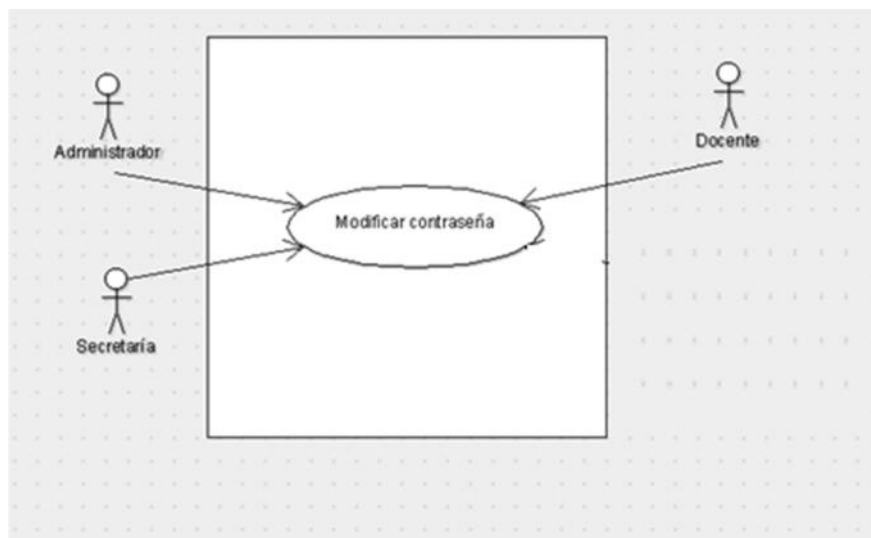 Administrador
Docente
Modificar contraseña
Secretaría